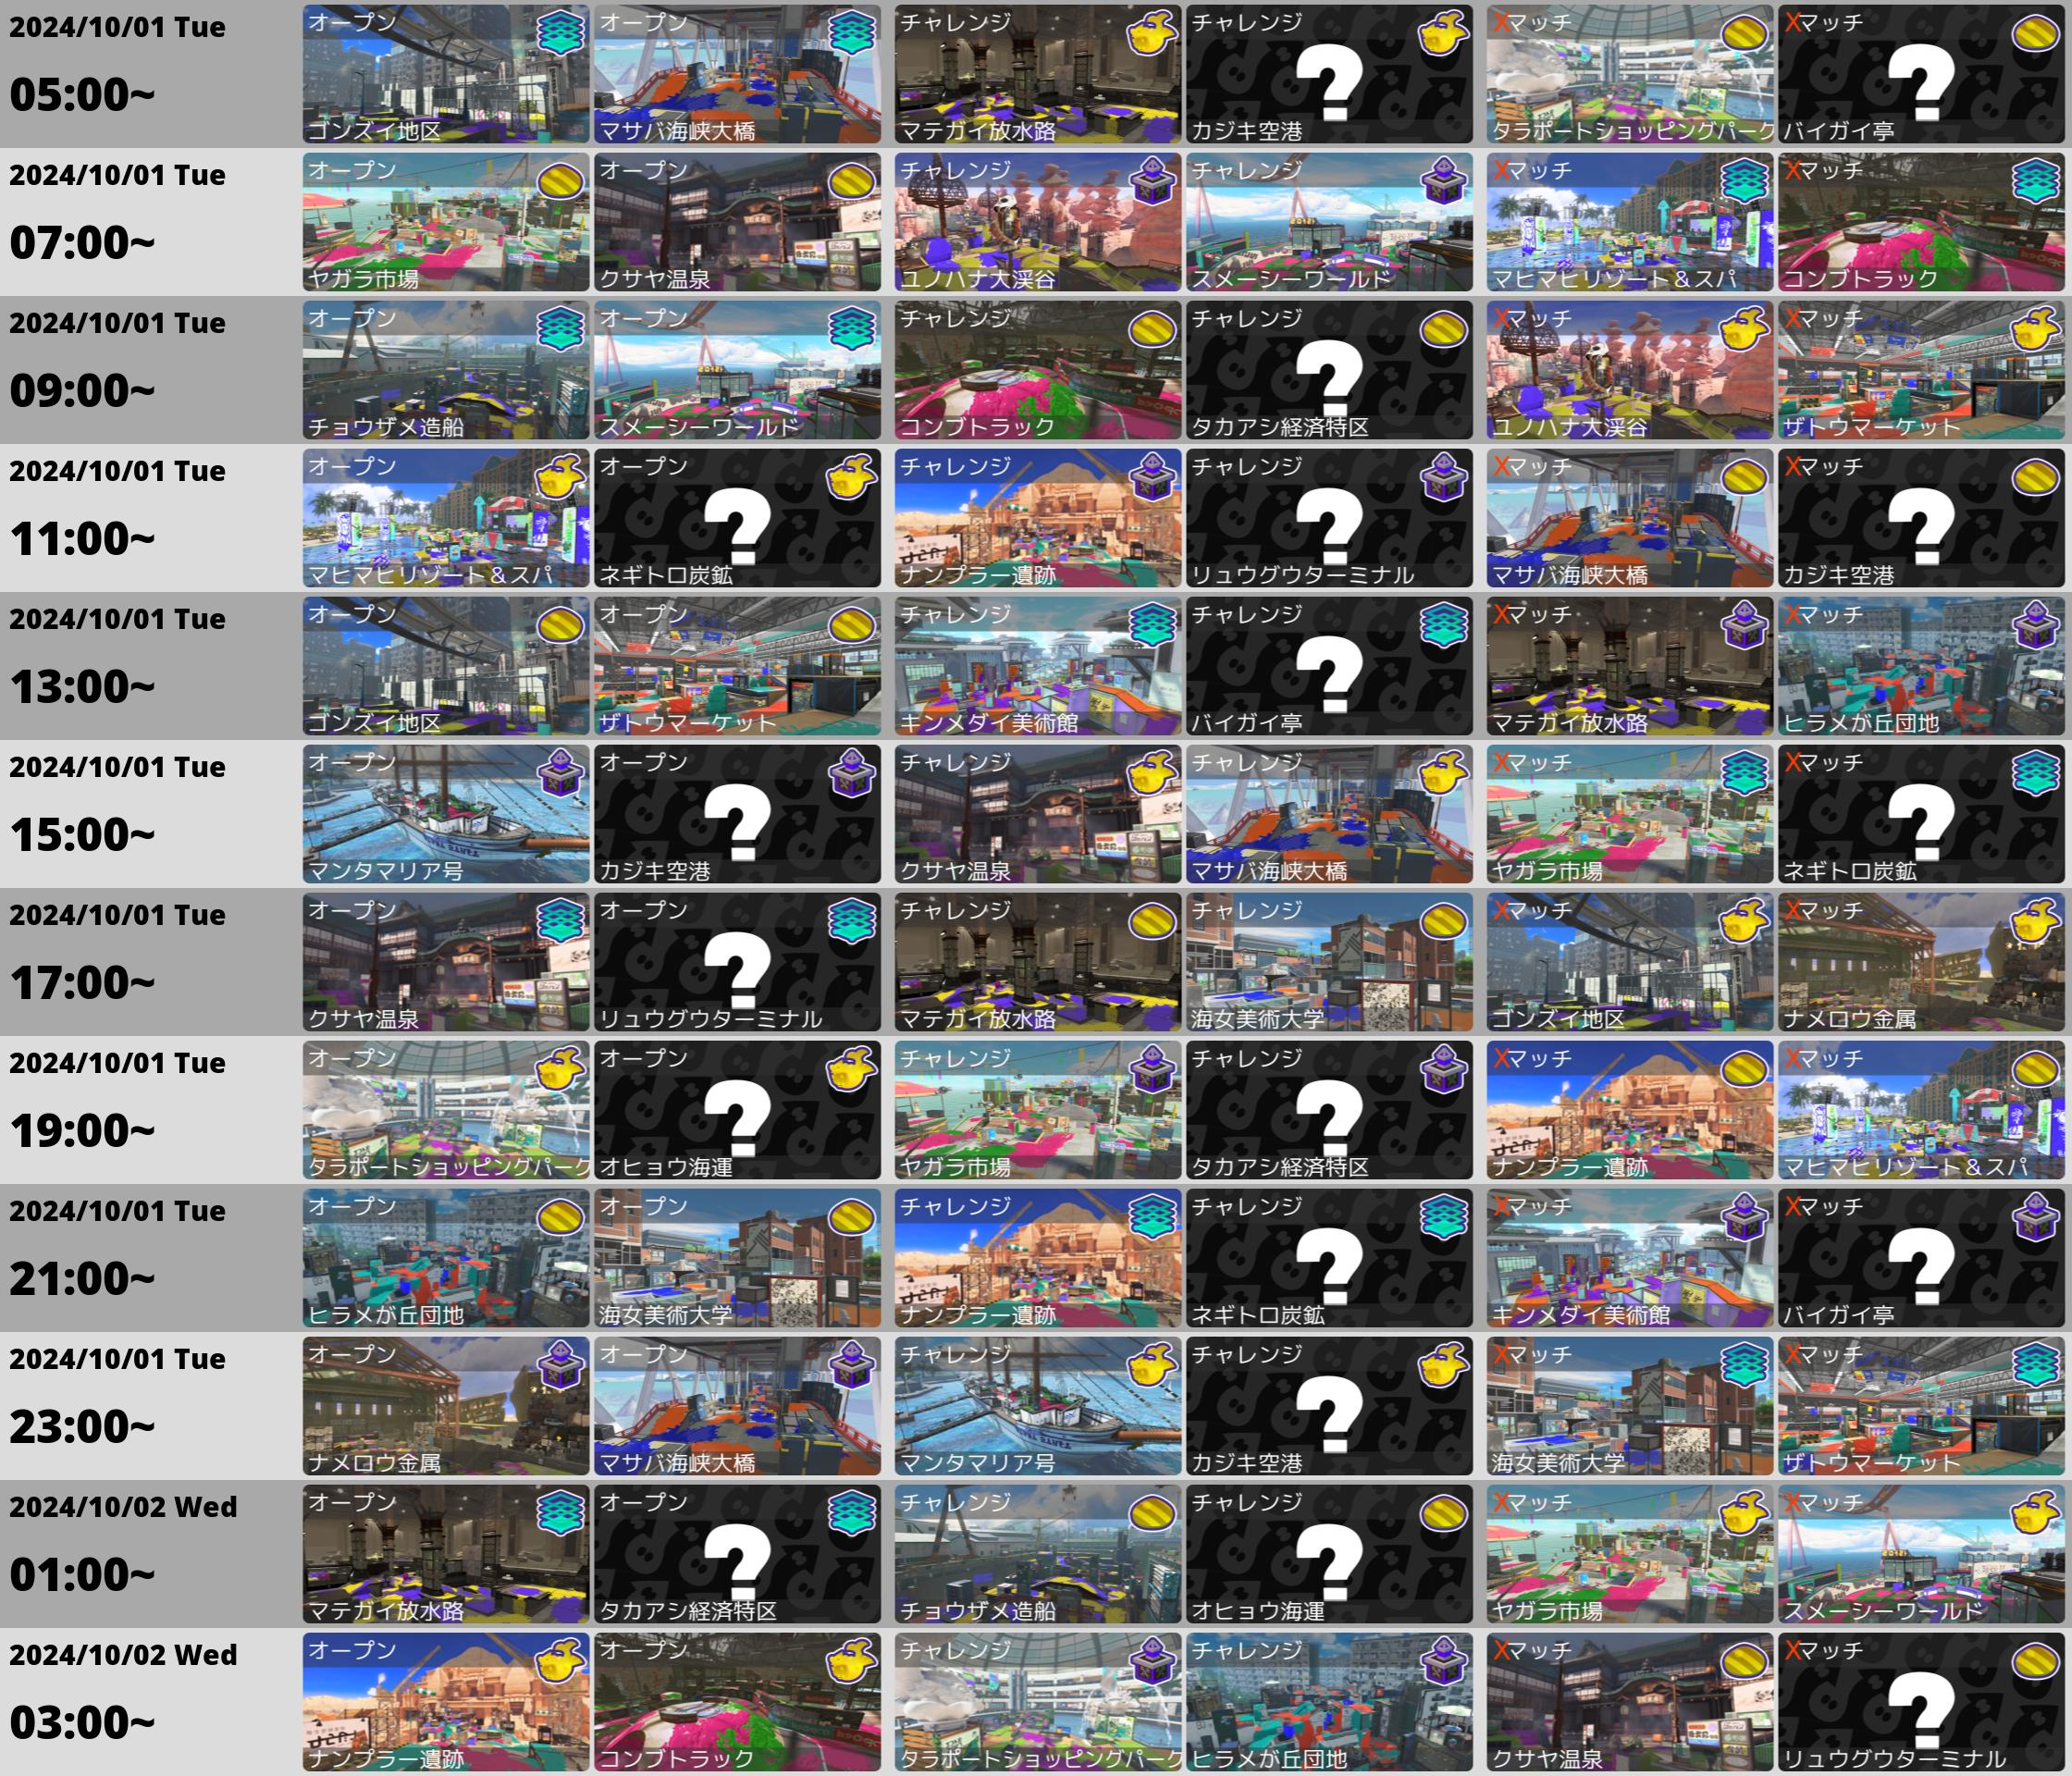 2024/10/01 Tue
05:00~
オープン
ゴンズイ地区
オープン
マサバ海峡大橋
チャレンジ
マテガイ放水路
チャレンジ
カジキ空港
Xマッチ
タラポートショッピングパーク
Xマッチ
バイガイ亭
2024/10/01 Tue
07:00~
オープン
ヤガラ市場
オープン
クサヤ温泉
チャレンジ
ユノハナ大渓谷
チャレンジ
スメーシーワールド
Xマッチ
マヒマヒリゾート＆スパ
Xマッチ
コンブトラック
2024/10/01 Tue
09:00~
オープン
チョウザメ造船
オープン
スメーシーワールド
チャレンジ
コンブトラック
チャレンジ
タカアシ経済特区
Xマッチ
ユノハナ大渓谷
Xマッチ
ザトウマーケット
2024/10/01 Tue
11:00~
オープン
マヒマヒリゾート＆スパ
オープン
ネギトロ炭鉱
チャレンジ
ナンプラー遺跡
チャレンジ
リュウグウターミナル
Xマッチ
マサバ海峡大橋
Xマッチ
カジキ空港
2024/10/01 Tue
13:00~
オープン
ゴンズイ地区
オープン
ザトウマーケット
チャレンジ
キンメダイ美術館
チャレンジ
バイガイ亭
Xマッチ
マテガイ放水路
Xマッチ
ヒラメが丘団地
2024/10/01 Tue
15:00~
オープン
マンタマリア号
オープン
カジキ空港
チャレンジ
クサヤ温泉
チャレンジ
マサバ海峡大橋
Xマッチ
ヤガラ市場
Xマッチ
ネギトロ炭鉱
2024/10/01 Tue
17:00~
オープン
クサヤ温泉
オープン
リュウグウターミナル
チャレンジ
マテガイ放水路
チャレンジ
海女美術大学
Xマッチ
ゴンズイ地区
Xマッチ
ナメロウ金属
2024/10/01 Tue
19:00~
オープン
タラポートショッピングパーク
オープン
オヒョウ海運
チャレンジ
ヤガラ市場
チャレンジ
タカアシ経済特区
Xマッチ
ナンプラー遺跡
Xマッチ
マヒマヒリゾート＆スパ
2024/10/01 Tue
21:00~
オープン
ヒラメが丘団地
オープン
海女美術大学
チャレンジ
ナンプラー遺跡
チャレンジ
ネギトロ炭鉱
Xマッチ
キンメダイ美術館
Xマッチ
バイガイ亭
2024/10/01 Tue
23:00~
オープン
ナメロウ金属
オープン
マサバ海峡大橋
チャレンジ
マンタマリア号
チャレンジ
カジキ空港
Xマッチ
海女美術大学
Xマッチ
ザトウマーケット
2024/10/02 Wed
01:00~
オープン
マテガイ放水路
オープン
タカアシ経済特区
チャレンジ
チョウザメ造船
チャレンジ
オヒョウ海運
Xマッチ
ヤガラ市場
Xマッチ
スメーシーワールド
2024/10/02 Wed
03:00~
オープン
ナンプラー遺跡
オープン
コンブトラック
チャレンジ
タラポートショッピングパーク
チャレンジ
ヒラメが丘団地
Xマッチ
クサヤ温泉
Xマッチ
リュウグウターミナル